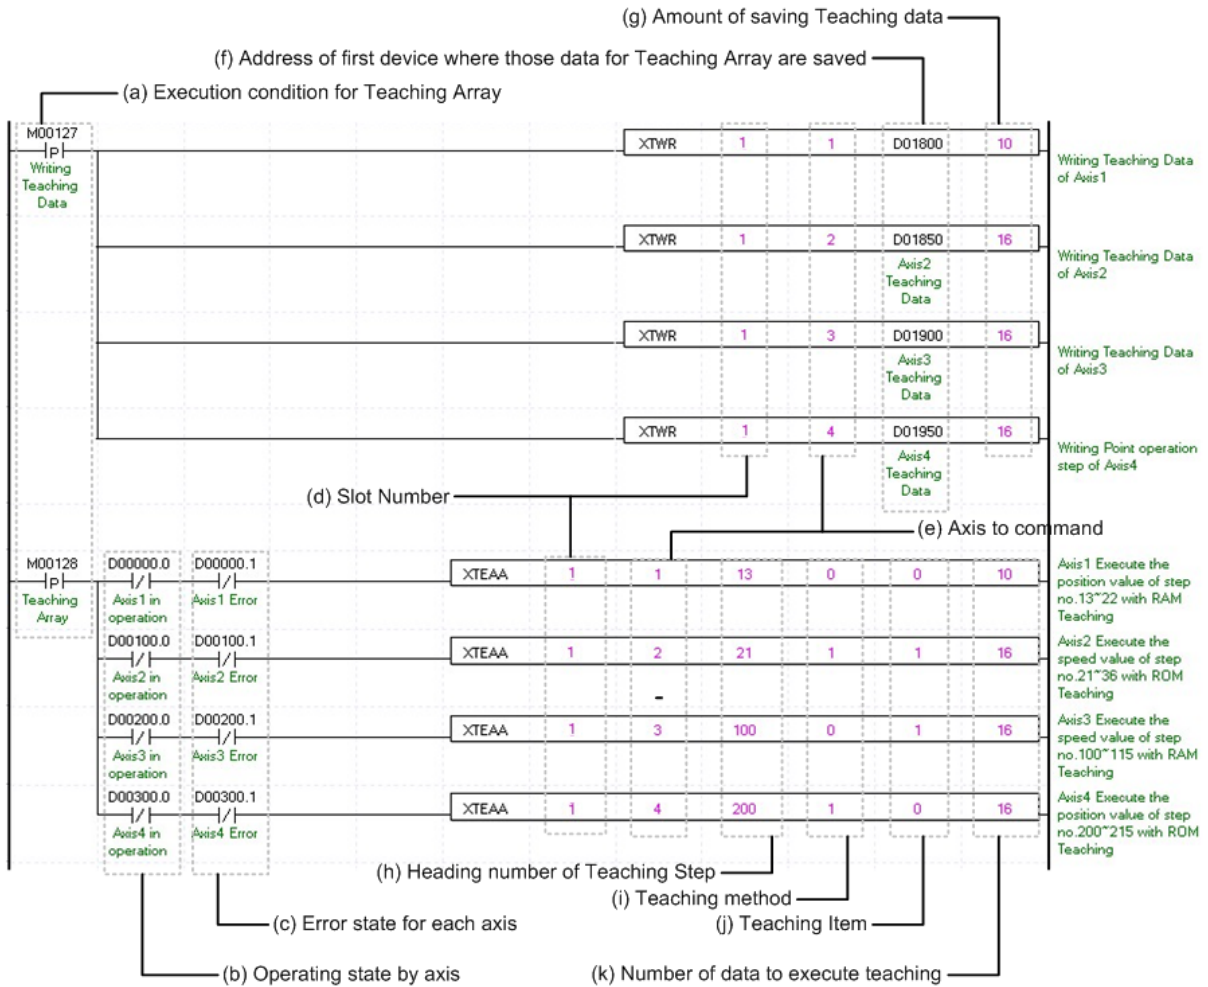 (g) Amount of saving Teaching data
(f) Address of first device where those data for Teaching Array are saved
(a) Execution condition for Teaching Array
M00127
P
Writing
Teaching
Data
XTWR 1 1 D01800 10
Writing Teaching Data
of Axis1
XTWR 1 2 D01850 16
Axis2
Teaching
Data
Writing Teaching Data
of Axis2
XTWR 1 3 D01900 16
Axis3
Teaching
Data
Writing Teaching Data
of Axis3
XTWR 1 4 D01950 16
Axis4
Teaching
Data
Writing Point operation
step of Axis4
(d) Slot Number
(e) Axis to command
M00128
P
Teaching
Array
D00000.0
Axis1 in
operation
D00000.1
Axis1 Error
XTEAA 1 1 13 0 0 10
Axis1 Execute the
position value of step
no.13~22 with RAM
Teaching
D00100.0
Axis2 in
operation
D00100.1
Axis2 Error
XTEAA 1 2 21 1 1 16
Axis2 Execute the
speed value of step
no.21~36 with ROM
Teaching
D00200.0
Axis3 in
operation
D00200.1
Axis3 Error
XTEAA 1 3 100 0 1 16
Axis3 Execute the
speed value of step
no.100~115 with RAM
Teaching
D00300.0
Axis4 in
operation
D00300.1
Axis4 Error
XTEAA 1 4 200 1 0 16
Axis4 Execute the
position value of step
no.200~215 with ROM
Teaching
(h) Heading number of Teaching Step
(i) Teaching method
(c) Error state for each axis
(j) Teaching Item
(b) Operating state by axis
(k) Number of data to execute teaching